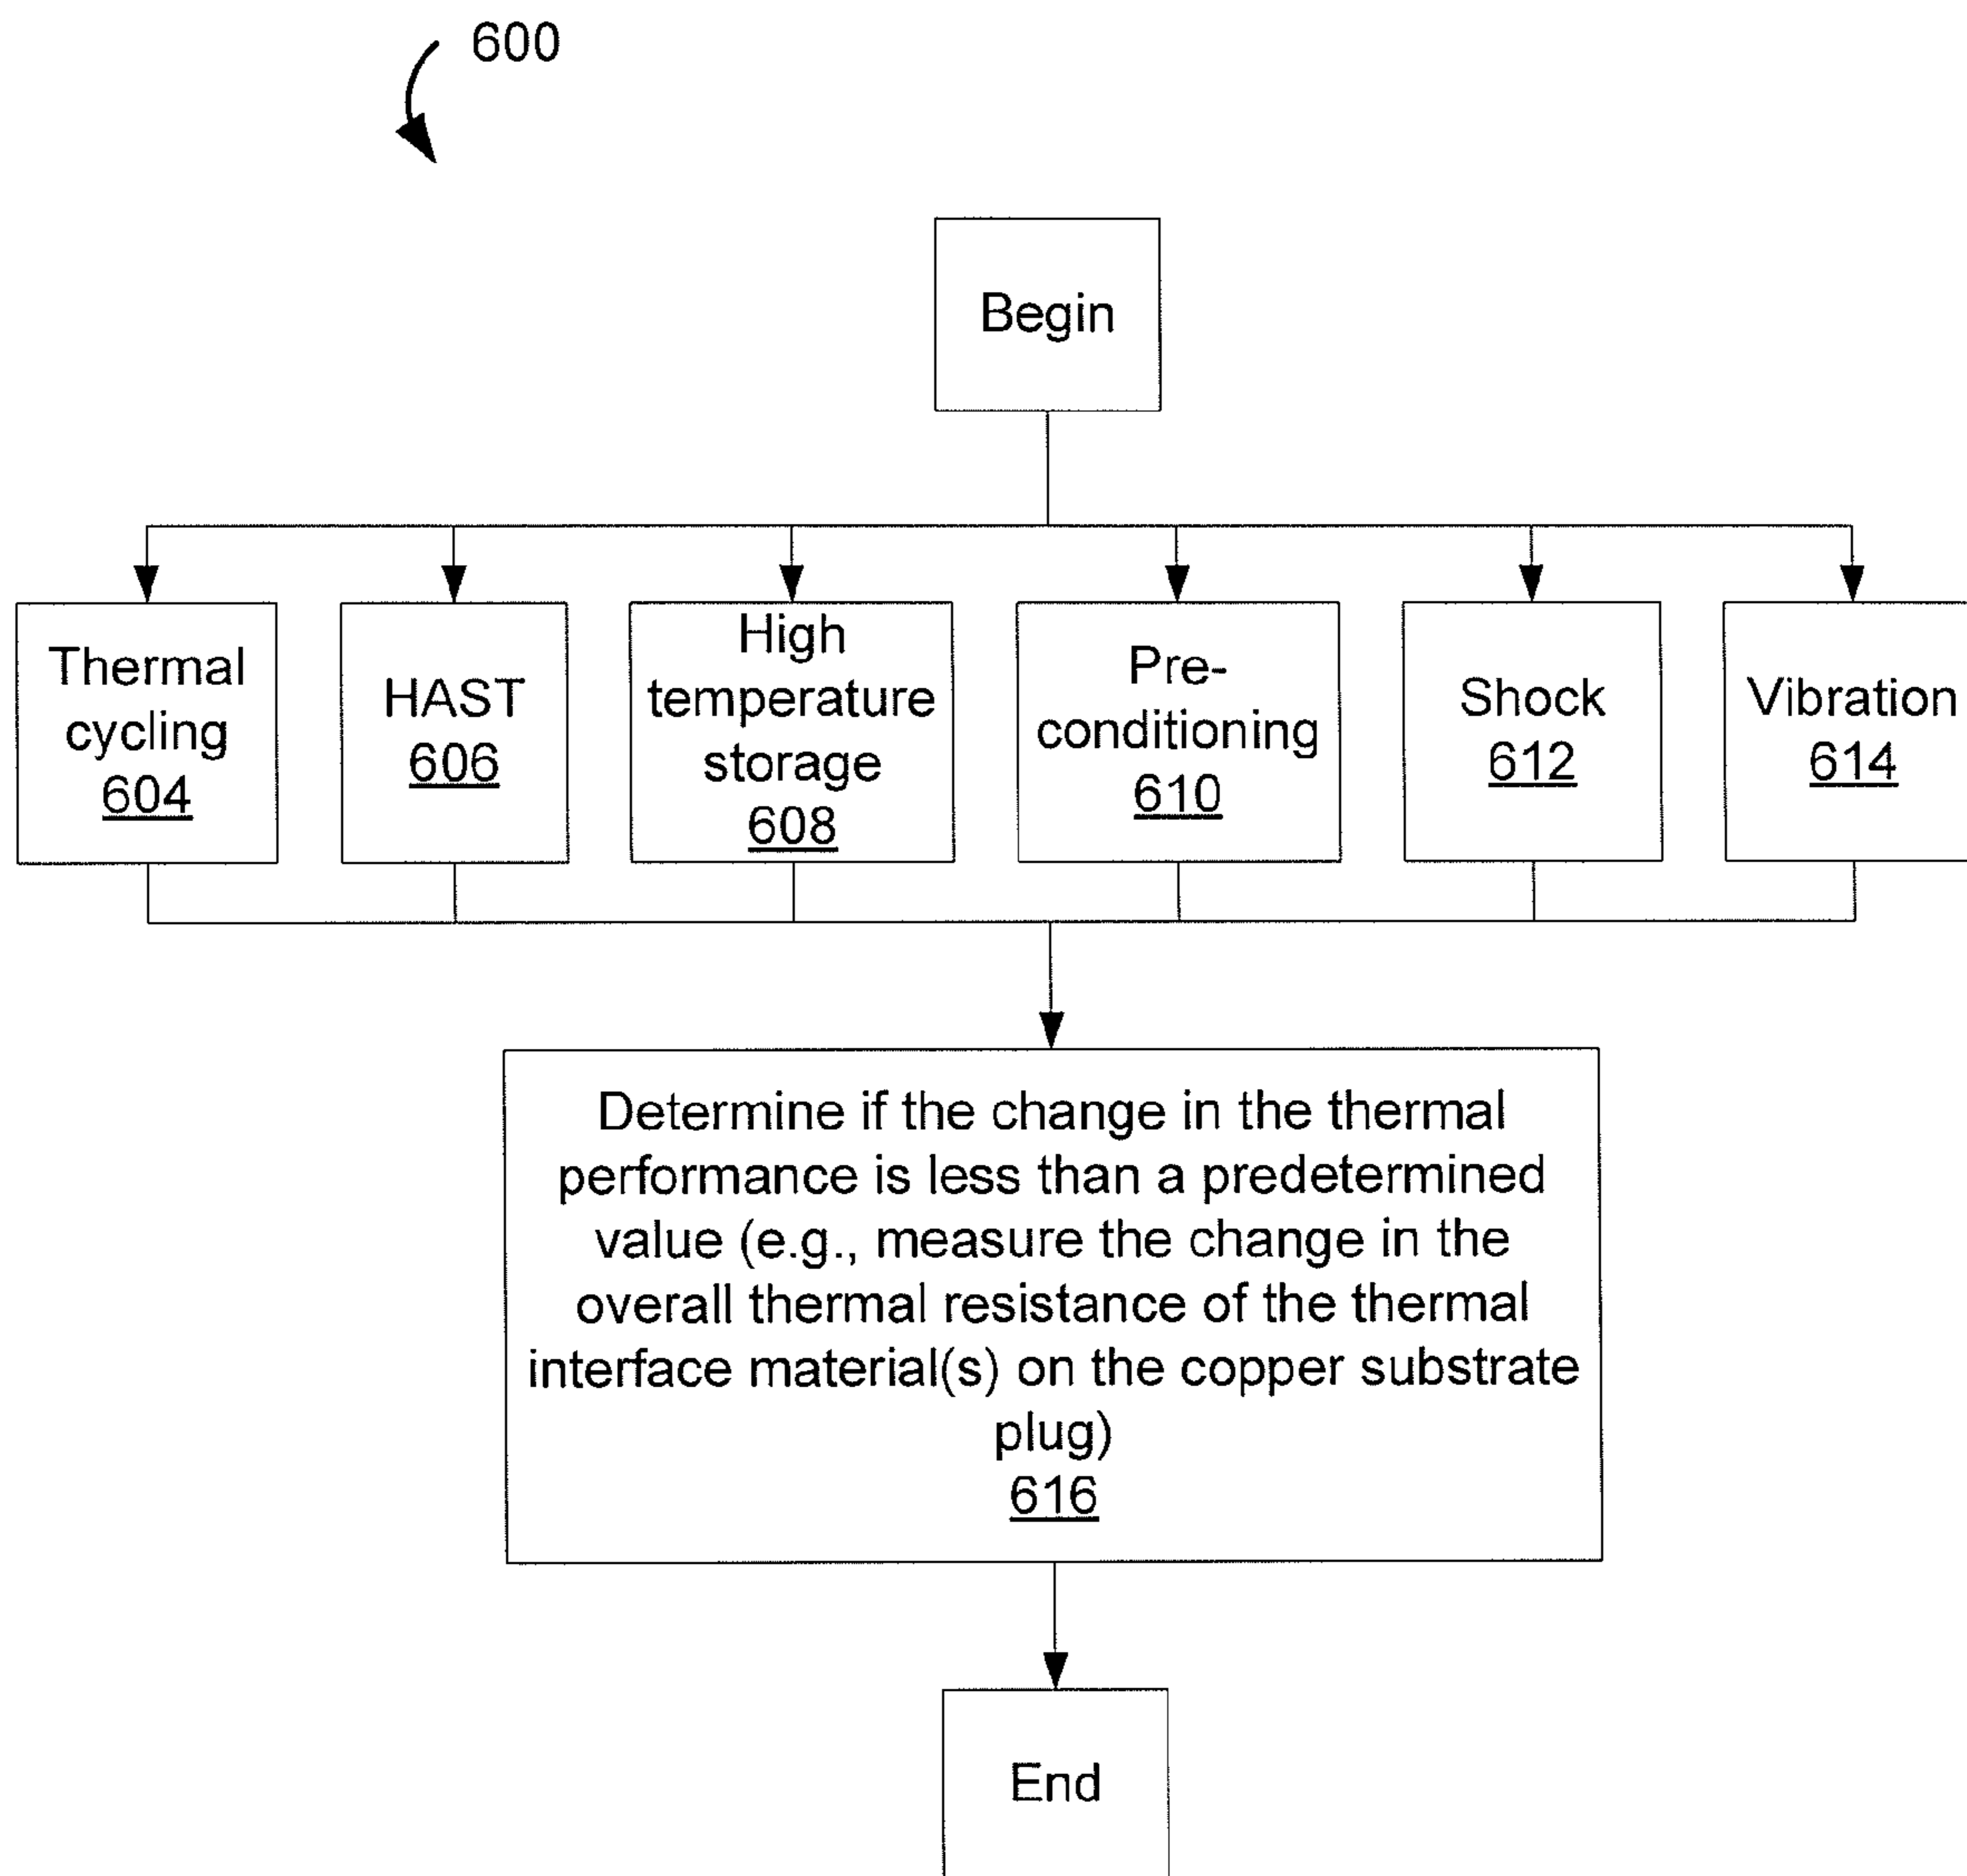 600
Begin
Thermal
cycling
604
HAST
606
High
temperature
storage
608
Pre-
conditioning
610
Shock
612
Vibration
614
Determine if the change in the thermal
performance is less than a predetermined
value (e.g., measure the change in the
overall thermal resistance of the thermal
interface material(s) on the copper substrate
plug)
616
End